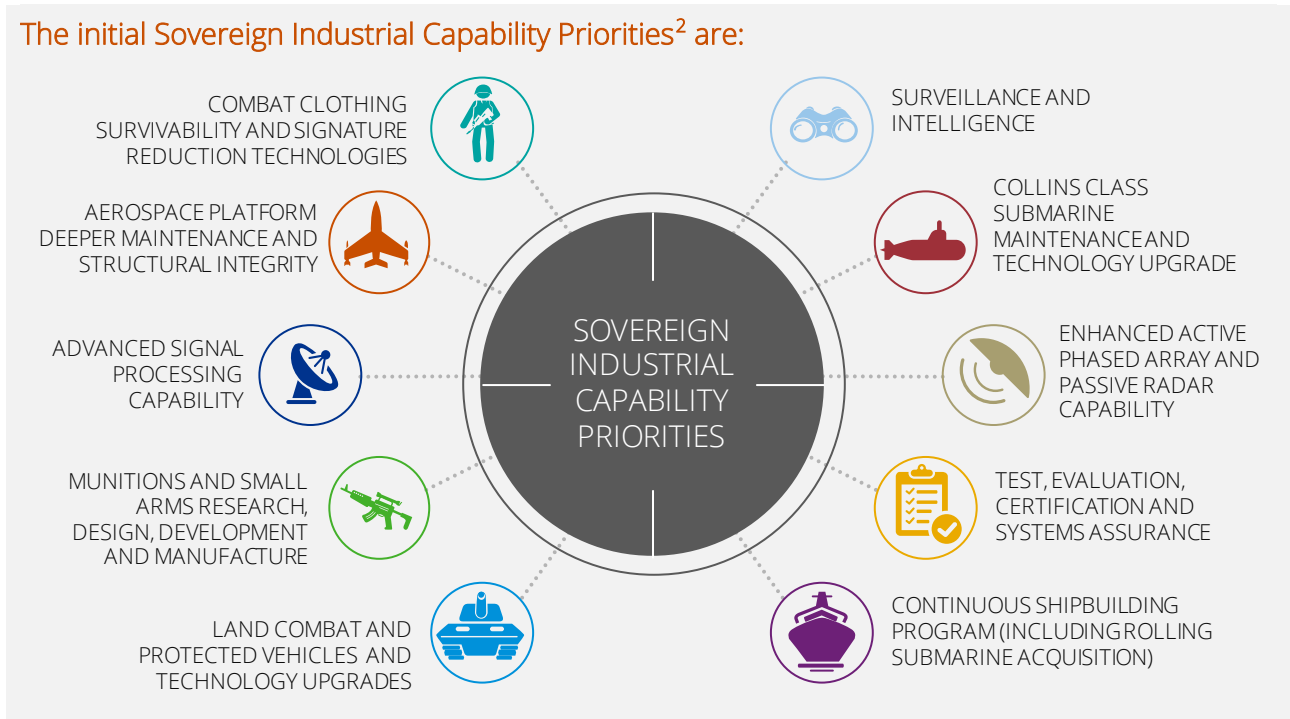 The initial Sovereign Industrial Capability Priorities² are:
COMBAT CLOTHING
SURVIVABILITY AND SIGNATURE
REDUCTION TECHNOLOGIES
AEROSPACE PLATFORM
DEEPER MAINTENANCE AND
STRUCTURAL INTEGRITY
ADVANCED SIGNAL
PROCESSING
CAPABILITY
MUNITIONS AND SMALL
ARMS RESEARCH,
DESIGN, DEVELOPMENT
AND MANUFACTURE
LAND COMBAT AND
PROTECTED VEHICLES AND
TECHNOLOGY UPGRADES
SOVEREIGN
INDUSTRIAL
CAPABILITY
PRIORITIES
SURVEILLANCE AND
INTELLIGENCE
COLLINS CLASS
SUBMARINE
MAINTENANCE AND
TECHNOLOGY UPGRADE
ENHANCED ACTIVE
PHASED ARRAY AND
PASSIVE RADAR
CAPABILITY
TEST, EVALUATION,
CERTIFICATION AND
SYSTEMS ASSURANCE
CONTINUOUS SHIPBUILDING
PROGRAM (INCLUDING ROLLING
SUBMARINE ACQUISITION)